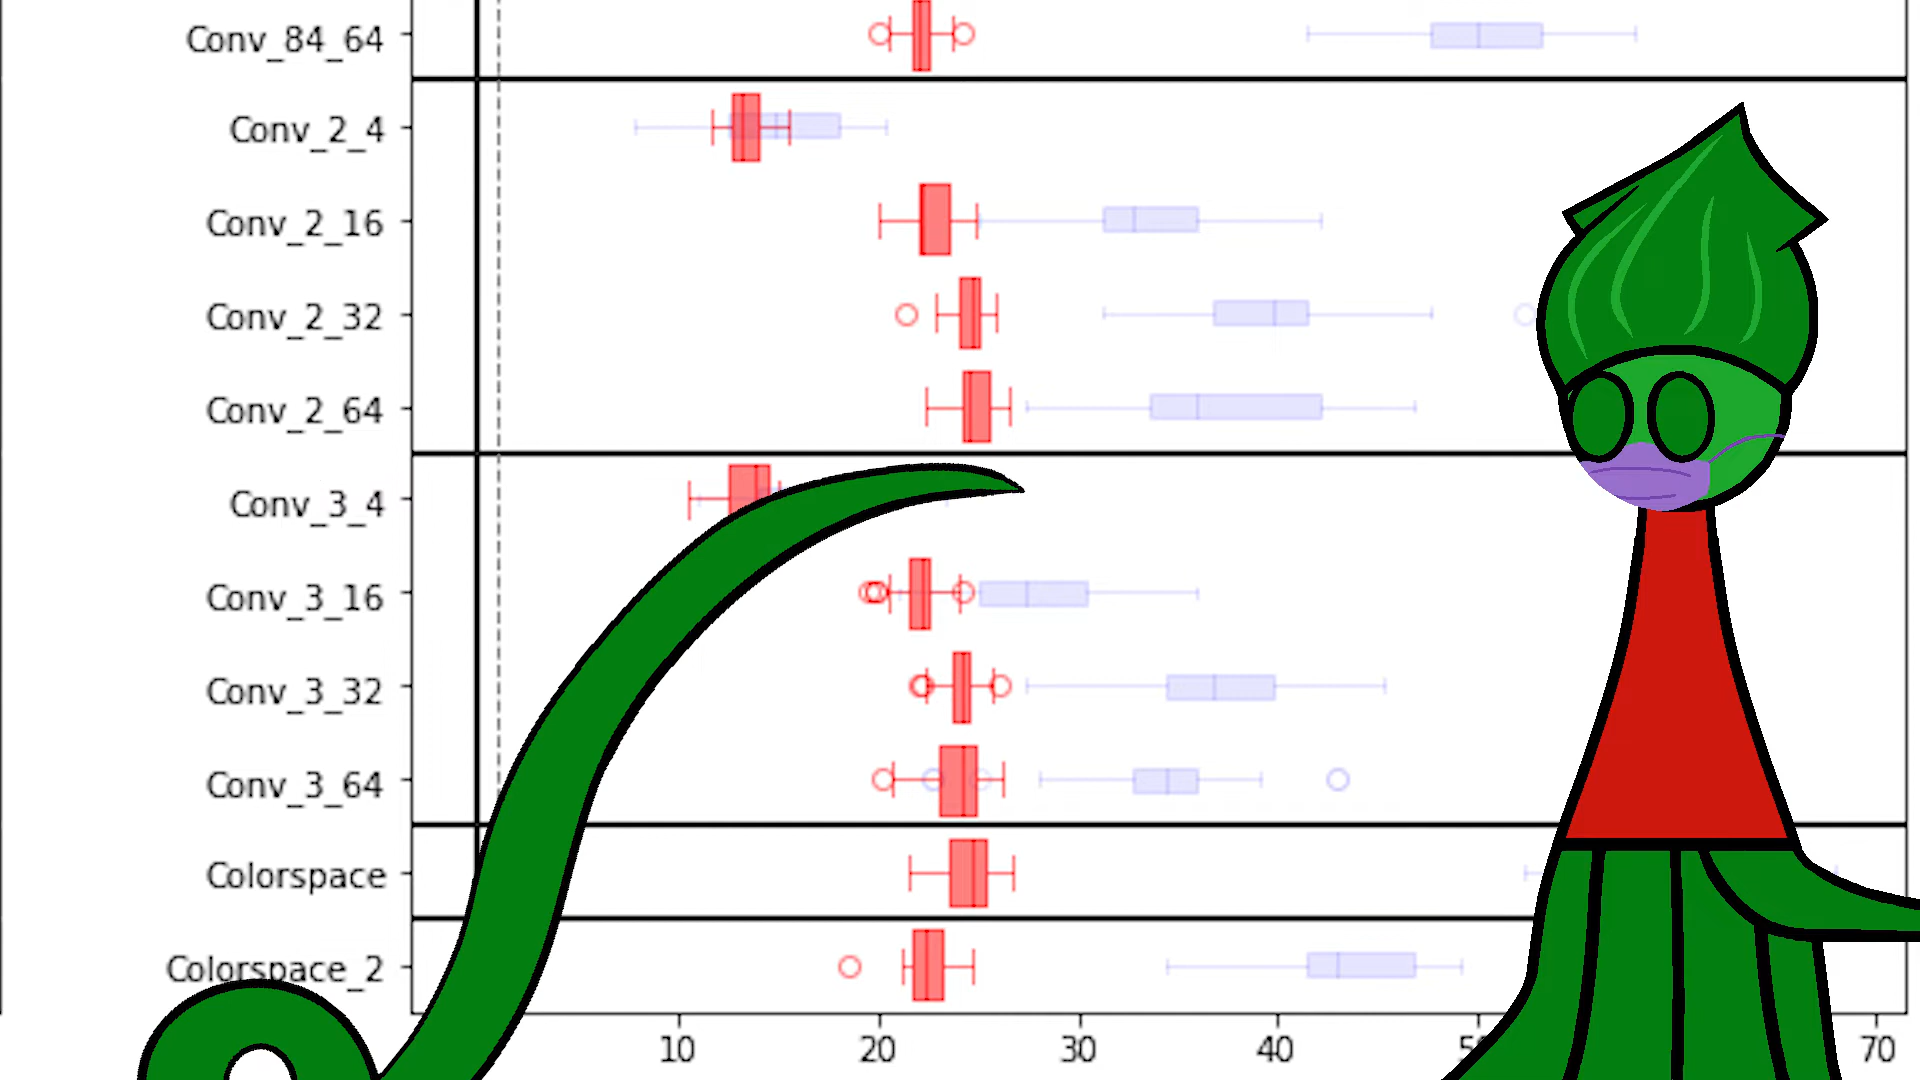 Conv_84_64
Conv_2_4
Conv_2_16
Conv_2_32
Conv_2_64
Conv_3_4
Conv_3_16
Conv_3_32
Conv_3_64
Colorspace
Colorspace_2
10 20 30 40 70